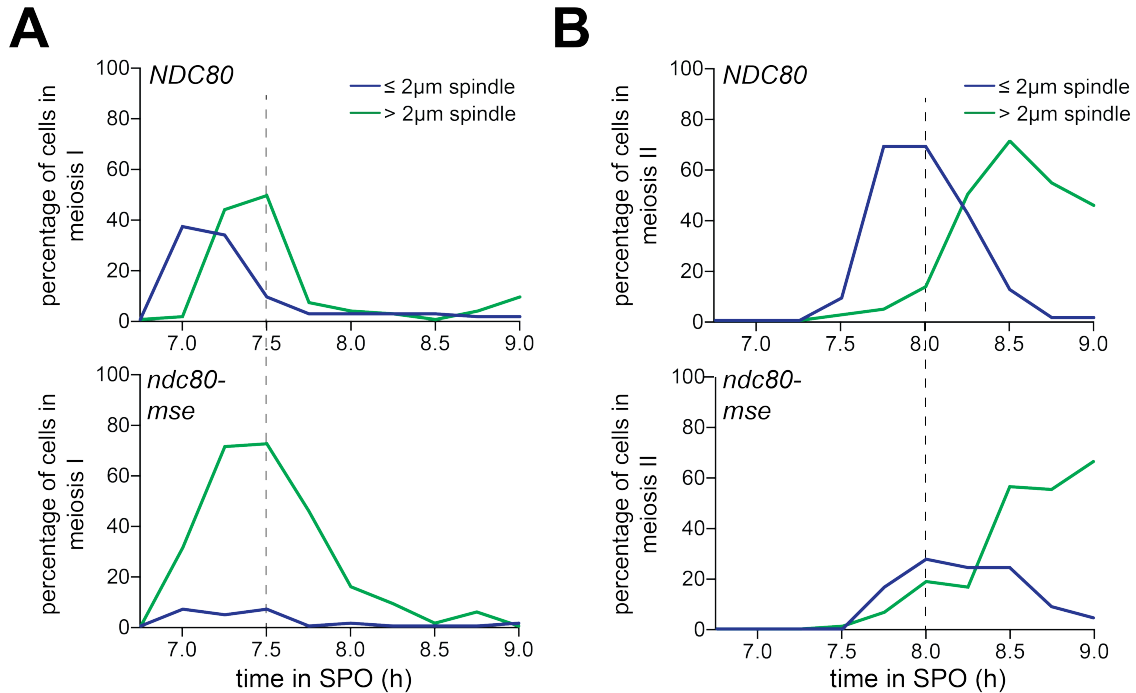 A
percentage of cells in
meiosis I
100
80
60
40
20
0
NDC80
≤ 2µm spindle
> 2µm spindle
7.0 7.5 8.0 8.5 9.0
percentage of cells in
meiosis I
100
80
60
40
20
0
ndc80-
mse
7.0 7.5 8.0 8.5 9.0
time in SPO (h)
B
percentage of cells in
meiosis II
100
80
60
40
20
0
NDC80
≤ 2µm spindle
> 2µm spindle
7.0 7.5 8.0 8.5 9.0
percentage of cells in
meiosis II
100
80
60
40
20
0
ndc80-
mse
7.0 7.5 8.0 8.5 9.0
time in SPO (h)